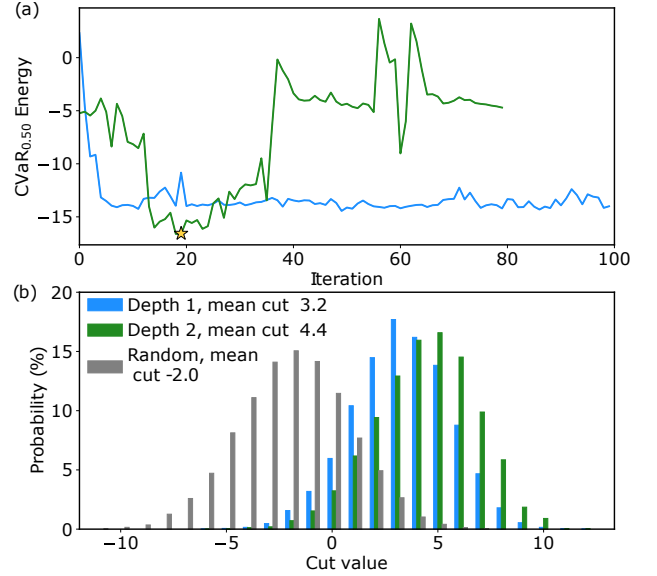 (a)
0
−5
−10
−15
CVaR0.50 Energy
0 20 40 60 80 100
Iteration
(b)
20
15
10
5
0
Probability (%)
Depth 1, mean cut 3.2
Depth 2, mean cut 4.4
Random, mean
cut -2.0
−10 −5 0 5 10
Cut value